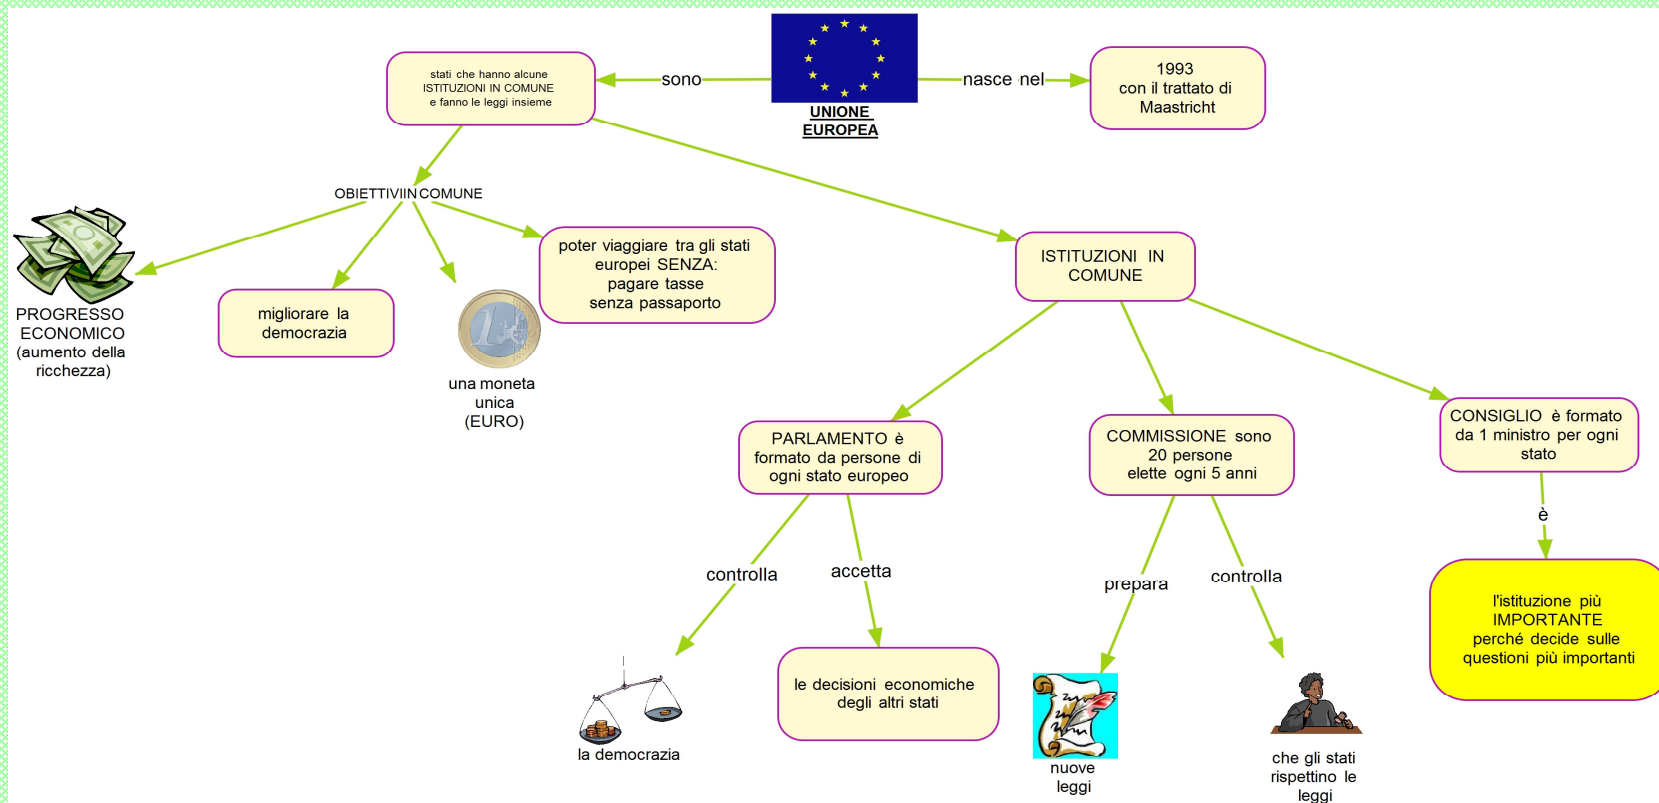 stati che hanno alcune
ISTITUZIONI IN COMUNE
e fanno le leggi insieme
sono
UNIONE
EUROPEA
nasce nel
1993
con il trattato di
Maastricht
OBIETTIVIIN COMUNE
PROGRESSO
ECONOMICO
(aumento della
ricchezza)
migliorare la
democrazia
una moneta
unica
(EURO)
poter viaggiare tra gli stati
europei SENZA:
pagare tasse
senza passaporto
ISTITUZIONI IN
COMUNE
PARLAMENTO è
formato da persone di
ogni stato europeo
COMMISSIONE sono
20 persone
elette ogni 5 anni
CONSIGLIO è formato
da 1 ministro per ogni
stato
controlla
accetta
prepara
controlla
è
la democrazia
le decisioni economiche
degli altri stati
nuove
leggi
che gli stati
rispettino le
leggi
l'istituzione più
IMPORTANTE
perché decide sulle
questioni più importanti
1